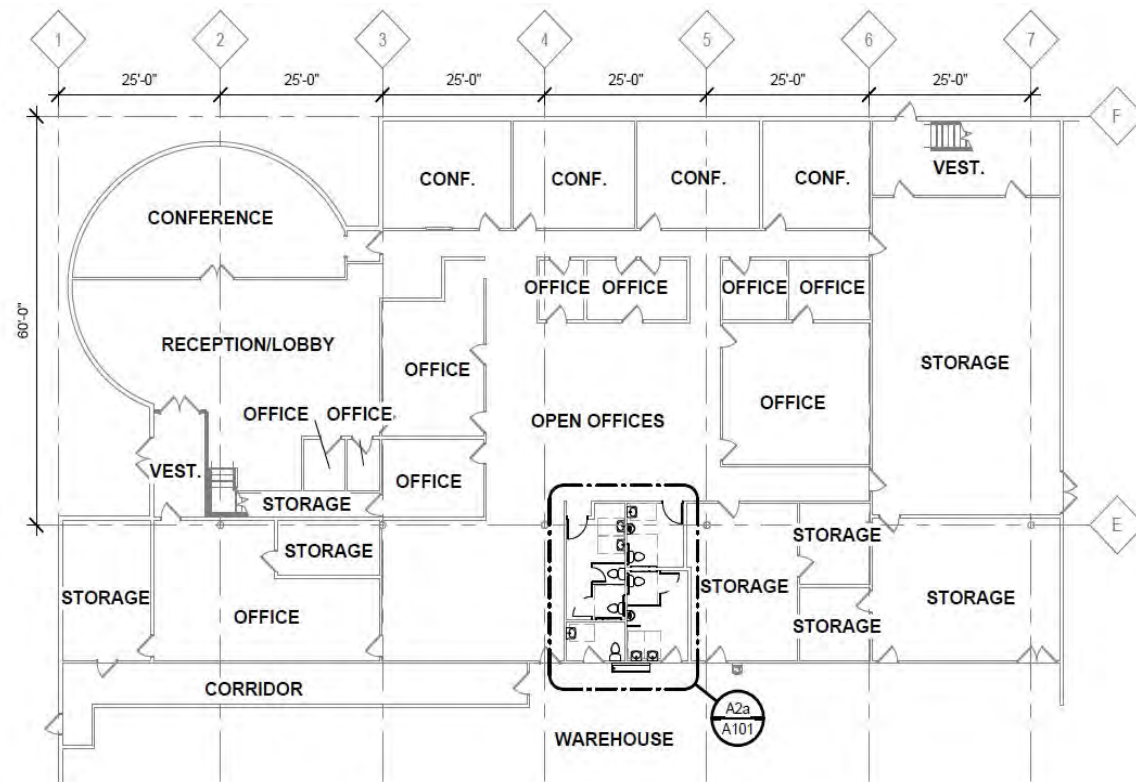 1 2 3 4 5 6 7
25'-0" 25'-0" 25'-0" 25'-0" 25'-0" 25'-0"
F
60'-0"
CONF. CONF. CONF. CONF.
VEST.
CONFERENCE
OFFICE OFFICE OFFICE OFFICE
RECEPTION/LOBBY
STORAGE
OFFICE
OFFICE
OFFICE OFFICE
OPEN OFFICES
VEST.
OFFICE
STORAGE
E
STORAGE
STORAGE
STORAGE
STORAGE
STORAGE
OFFICE
STORAGE
CORRIDOR
A2a
A101
WAREHOUSE